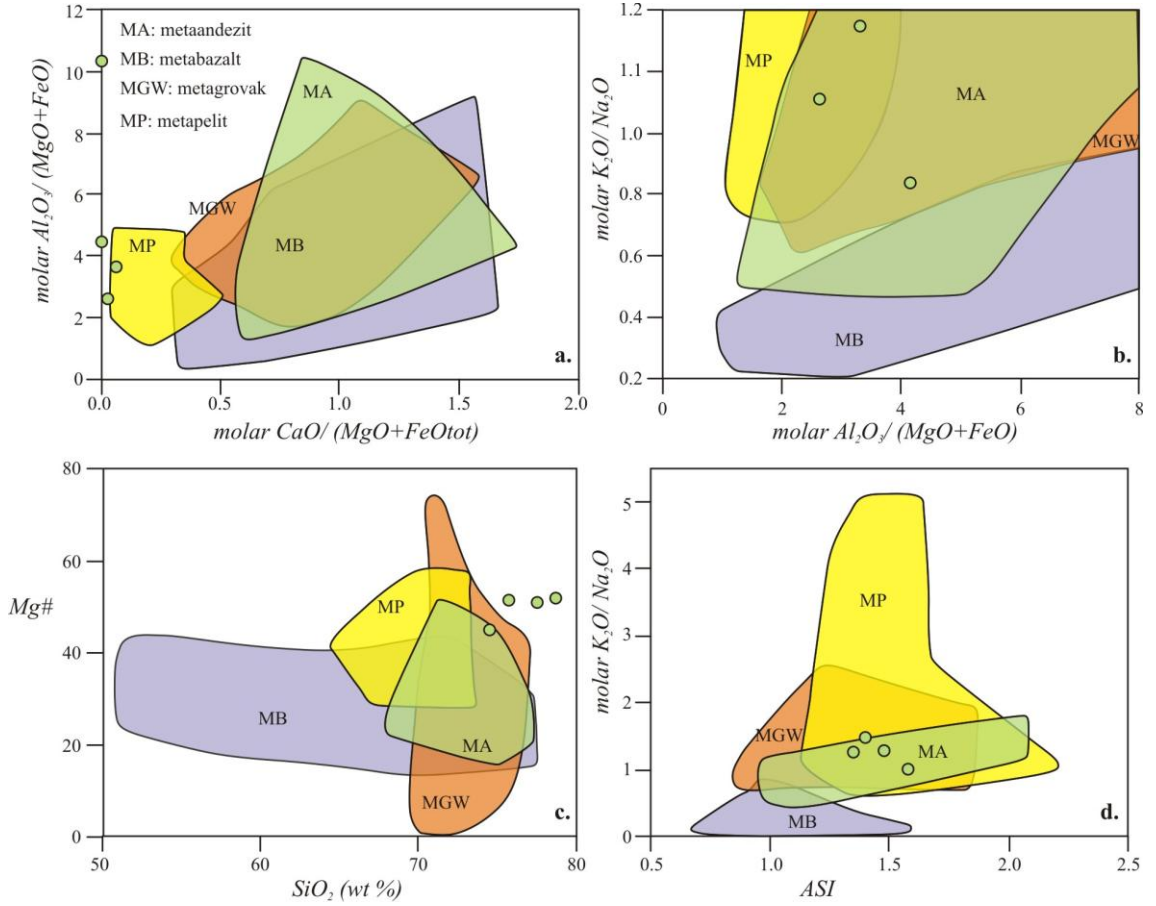 12
10
8
6
4
2
0
molar Al₂O₃/ (MgO+FeO)
MA: metaandezit
MB: metabazalt
MGW: metagrovak
MP: metapelit
MA
MGW
MP
MB
a.
0.0
0.5
1.0
1.5
2.0
molar CaO/ (MgO+FeOtot)
1.2
1.1
1.0
0.8
0.6
0.4
0.2
molar K₂O/ Na₂O
MP
MA
MGW
MB
b.
0
2
4
6
8
molar Al₂O₃/ (MgO+FeO)
80
60
40
20
0
Mg#
MP
MB
MA
MGW
c.
50
60
70
80
SiO₂ (wt %)
5
4
3
2
1
0
molar K₂O/ Na₂O
MP
MGW
MA
MB
d.
0.5
1.0
1.5
2.0
2.5
ASI